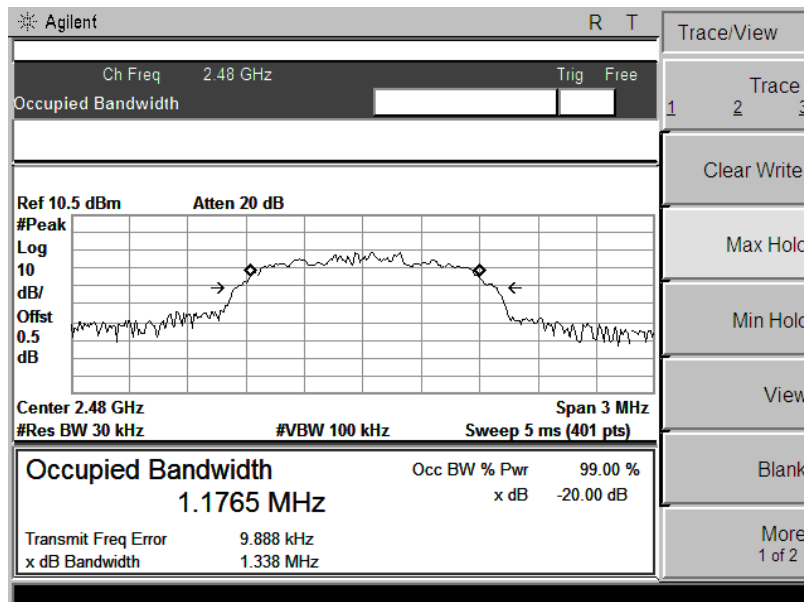 Agilent R T
Ch Freq 2.48 GHz Trig Free
Occupied Bandwidth
Ref 10.5 dBm Atten 20 dB
#Peak
Log
10
dB/
Offst
0.5
dB
Center 2.48 GHz Span 3 MHz
#Res BW 30 kHz #VBW 100 kHz Sweep 5 ms (401 pts)
Occupied Bandwidth
1.1765 MHz
Occ BW % Pwr 99.00 %
x dB -20.00 dB
Transmit Freq Error 9.888 kHz
x dB Bandwidth 1.338 MHz
Trace/View
Trace
1 2 3
Clear Write
Max Hold
Min Hold
View
Blank
More
1 of 2